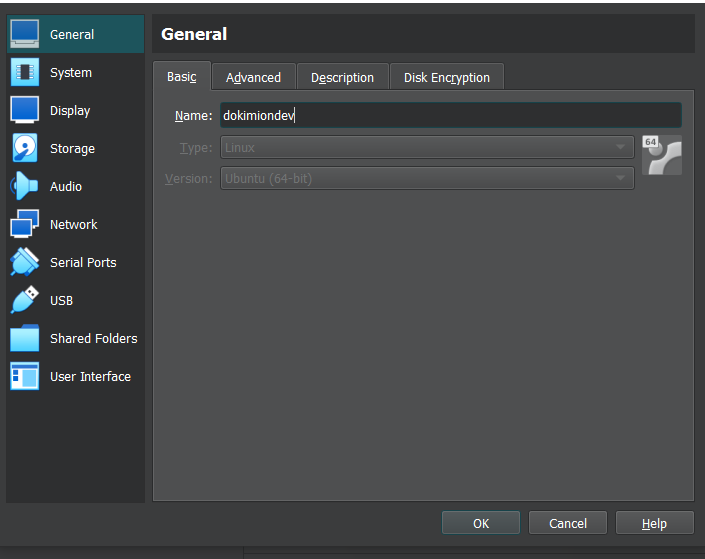 General
System
Display
Storage
Audio
Network
Serial Ports
USB
Shared Folders
User Interface
General
Basic Advanced Description Disk Encryption
Name: dokimiondev
Type: Linux
64
Version: Ubuntu (64-bit)
OK Cancel Help